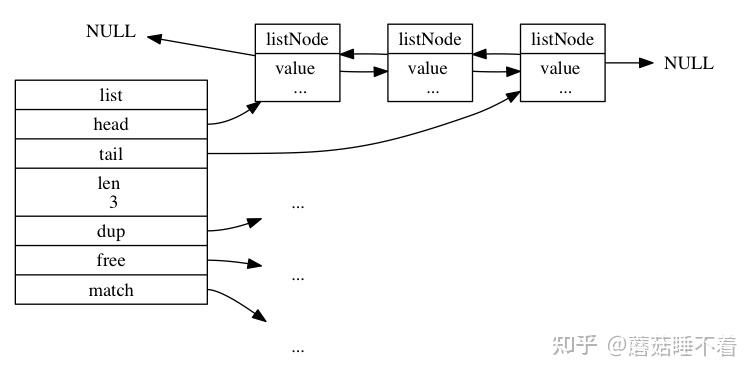 NULL
listNode
listNode
listNode
value
value
value
...
...
...
NULL
list
head
tail
len
3
dup
free
match
...
...
...
知乎 @蘑菇睡不着